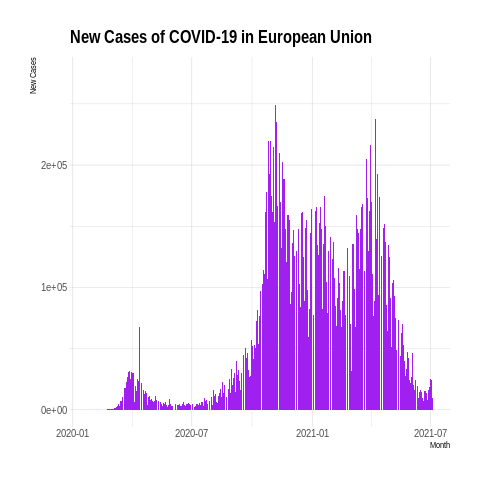 New Cases of COVID-19 in European Union
New Cases
2e+05
1e+05
0e+00
2020-01
2020-07
2021-01
2021-07
Month